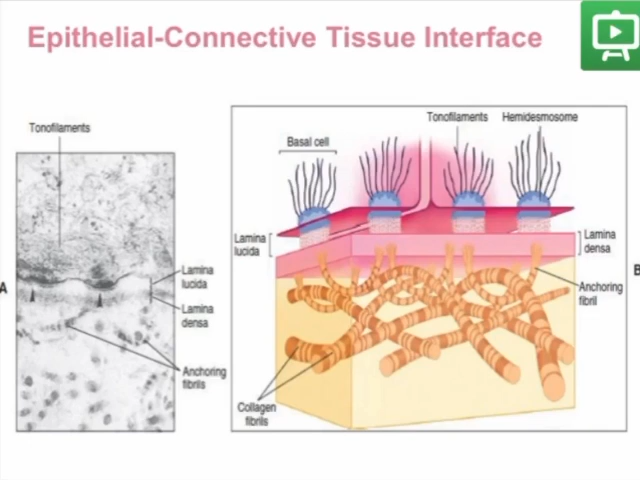 Epithelial-Connective Tissue Interface
Tonofilaments
A
Lamina
lucida
Lamina
densa
Anchoring
fibrils
Tonofilaments Hemidesmosome
Basal cell
Lamina
lucida
Lamina
densa
B
Anchoring
fibril
Collagen
fibrils